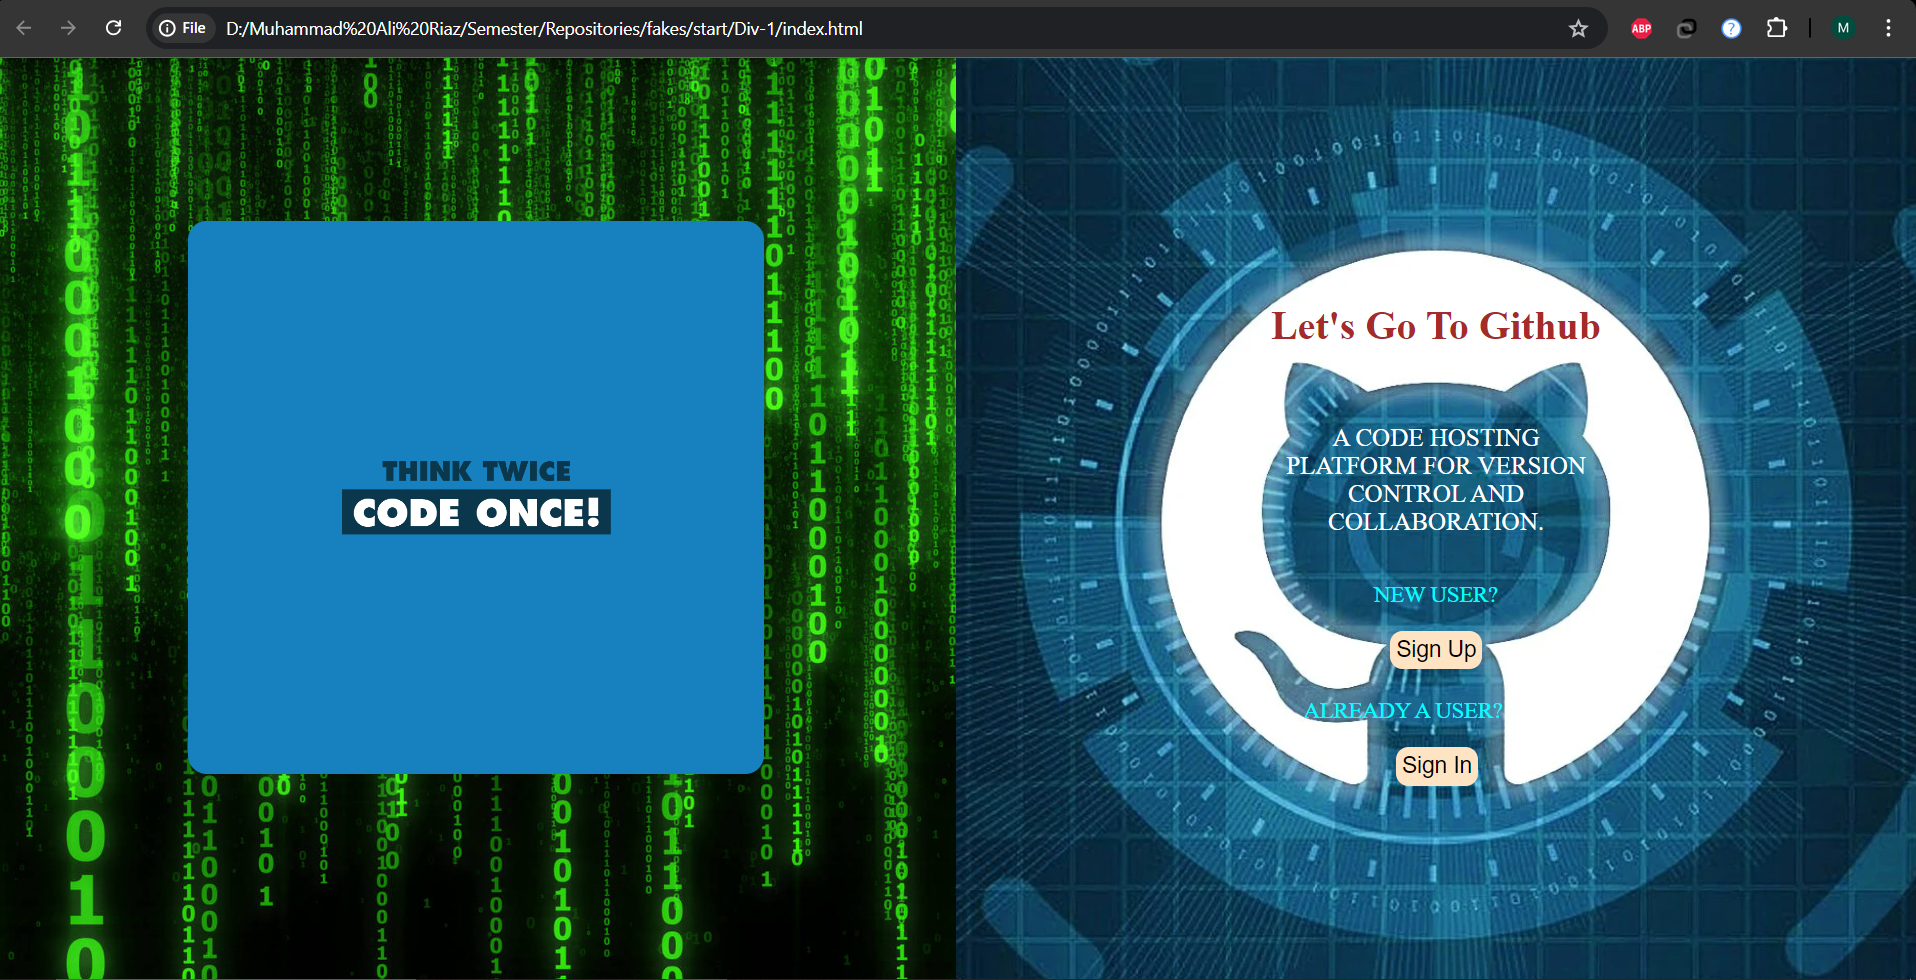 File
D:/Muhammad%20Ali%20Riaz/Semester/Repositories/fakes/start/Div-1/index.html
ABP
?
M
THINK TWICE
CODE ONCE!
Let's Go To Github
A CODE HOSTING
PLATFORM FOR VERSION
CONTROL AND
COLLABORATION.
NEW USER?
Sign Up
ALREADY A USER?
Sign In